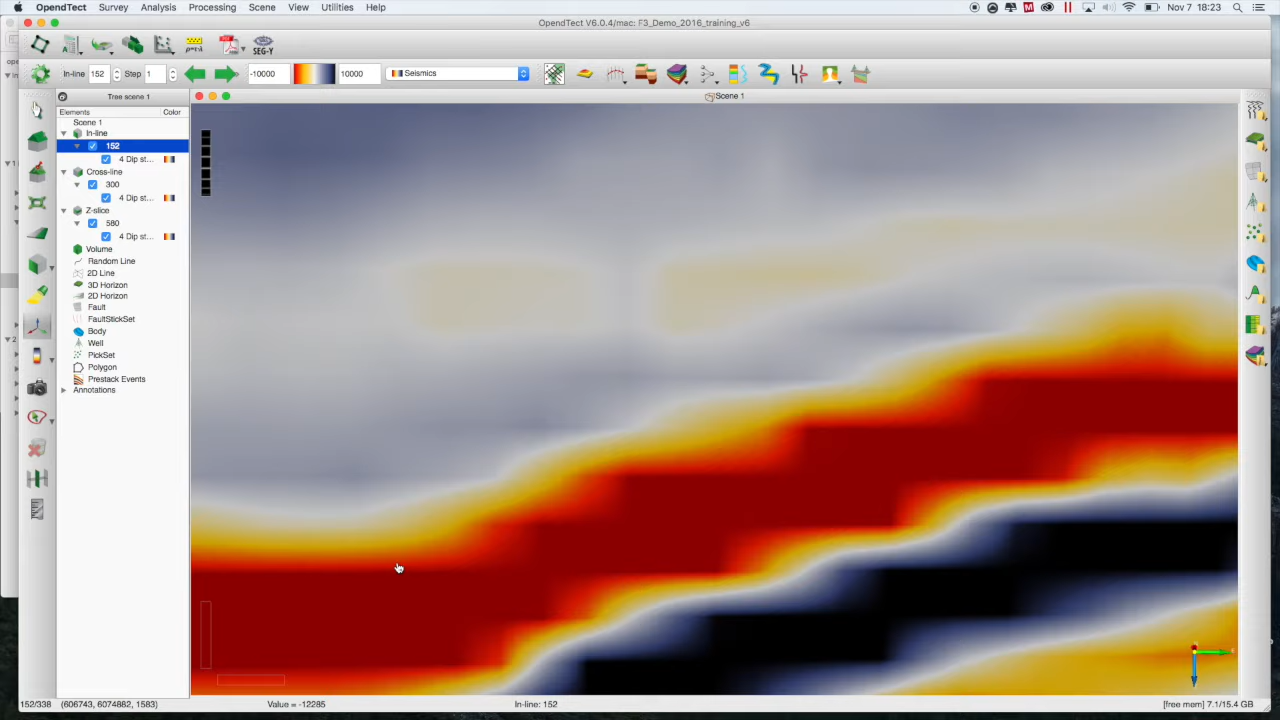 OpendTect Survey Analysis Processing Scene View Utilities Help
Nov 7 18:23
OpendTect V6.0.4/mac: F3_Demo_2016_training_v6
ρ=f(x)
PDF
SEG-Y
In-line 152 Step 1 -10000 10000 Seismics
Tree scene 1
Scene 1
Elements Color
Scene 1
In-line
152
4 Dip st...
Cross-line
300
4 Dip st...
Z-slice
580
4 Dip st...
Volume
Random Line
2D Line
3D Horizon
2D Horizon
Fault
FaultStickSet
Body
Well
PickSet
Polygon
Prestack Events
Annotations
152/338 (606743, 6074882, 1583) Value = -12285 In-line: 152 [free mem] 7.1/15.4 GB